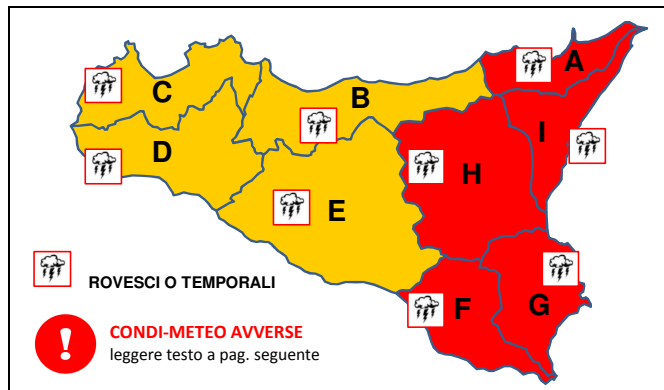 A
C
B
I
D
H
E
F
G
ROVESCI O TEMPORALI
!
CONDI-METEO AVVERSE
leggere testo a pag. seguente